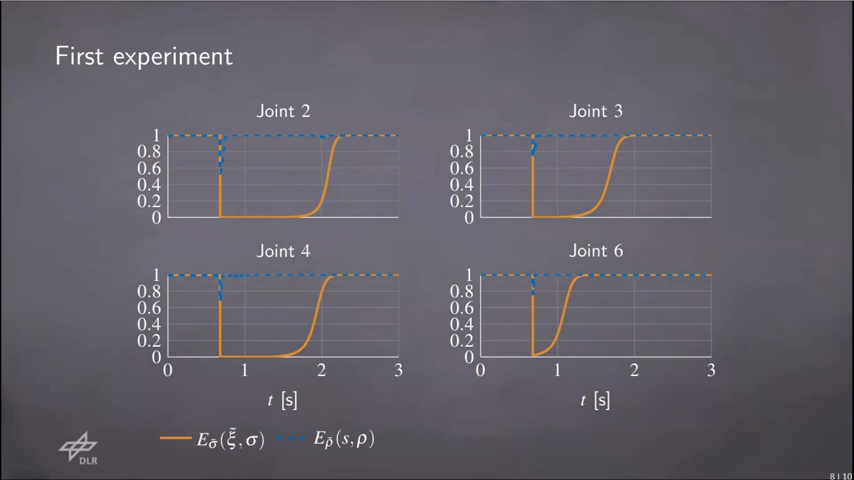 First experiment
Joint 2
Joint 3
1
0.8
0.6
0.4
0.2
0
1
0.8
0.6
0.4
0.2
0
Joint 4
Joint 6
1
0.8
0.6
0.4
0.2
0
0 1 2 3
1
0.8
0.6
0.4
0.2
0
0 1 2 3
t [s]
t [s]
E_σ̄(ξ̃, σ) E_ρ̄(s, ρ)
DLR
8|10